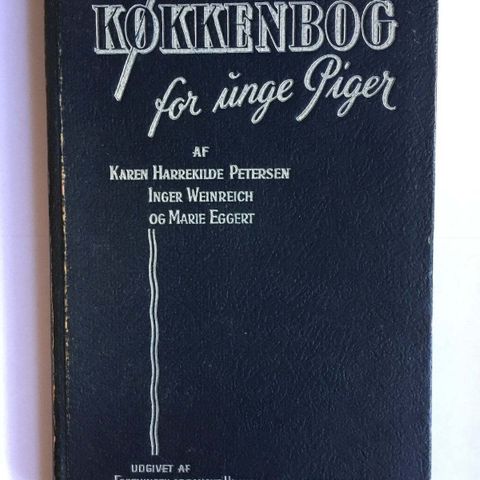 KØKKENBOG
for unge Piger
AF
KAREN HARREKILDE PETERSEN
INGER WEINREICH
OG MARIE EGGERT
UDGIVET AF